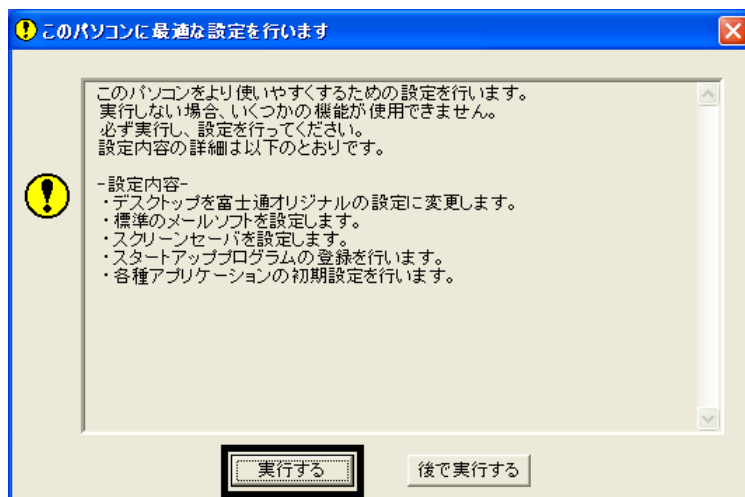 このパソコンに最適な設定を行います
このパソコンをより使いやすくするための設定を行います。
実行しない場合、いくつかの機能が使用できません。
必ず実行し、設定を行ってください。
設定内容の詳細は以下のとおりです。
-設定内容-
・デスクトップを富士通オリジナルの設定に変更します。
・標準のメールソフトを設定します。
・スクリーンセーバを設定します。
・スタートアッププログラムの登録を行います。
・各種アプリケーションの初期設定を行います。
実行する
後で実行する